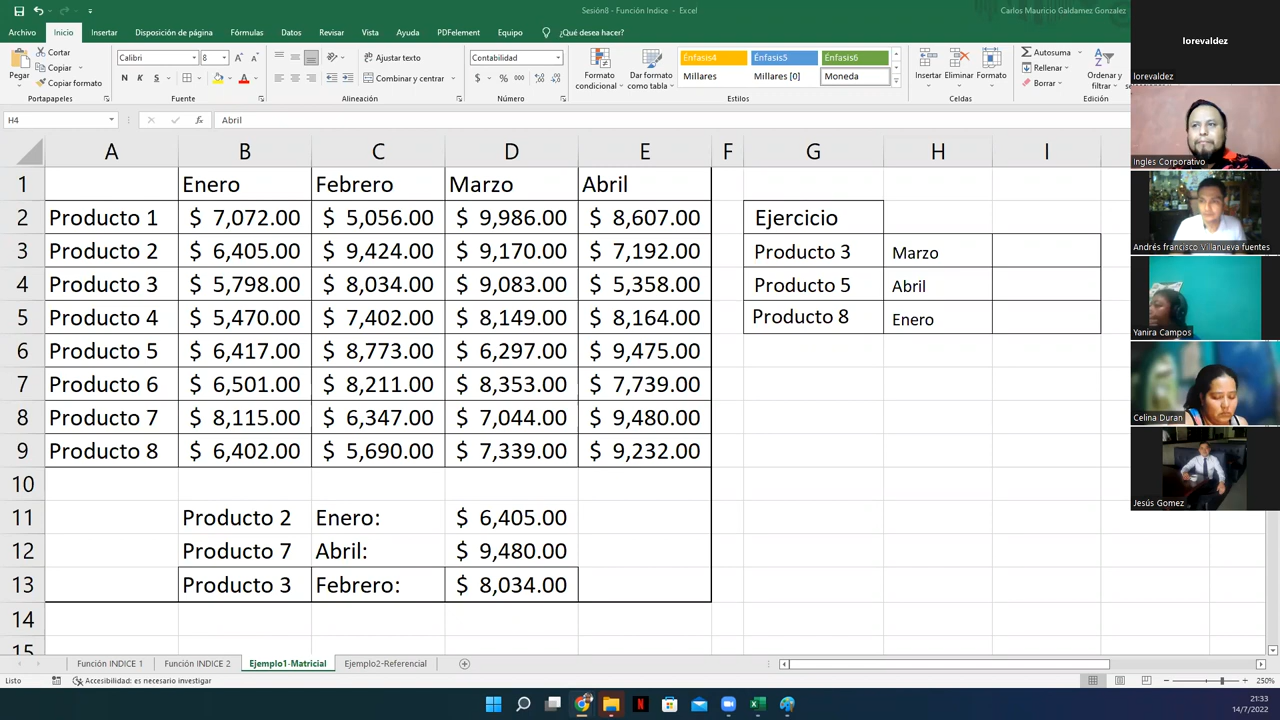 Sesión8 - Función Indice - Excel
Carlos Mauricio Galdamez Gonzalez
Archivo Inicio Insertar Disposición de página Fórmulas Datos Revisar Vista Ayuda PDFelement Equipo ¿Qué desea hacer?
Pegar
Cortar
Copiar
Copiar formato
Portapapeles
Calibri 8
N K S
Fuente
Ajustar texto
Combinar y centrar
Alineación
Contabilidad
$ % 000
Número
Formato condicional
Dar formato como tabla
Énfasis4 Énfasis5 Énfasis6
Millares Millares [0] Moneda
Estilos
Insertar Eliminar Formato
Celdas
Autosuma
Rellenar
Borrar
Ordenar y filtrar
Edición
H4 fx Abril
A B C D E F G H I
1 Enero Febrero Marzo Abril
2 Producto 1 $ 7,072.00 $ 5,056.00 $ 9,986.00 $ 8,607.00 Ejercicio
3 Producto 2 $ 6,405.00 $ 9,424.00 $ 9,170.00 $ 7,192.00 Producto 3 Marzo
4 Producto 3 $ 5,798.00 $ 8,034.00 $ 9,083.00 $ 5,358.00 Producto 5 Abril
5 Producto 4 $ 5,470.00 $ 7,402.00 $ 8,149.00 $ 8,164.00 Producto 8 Enero
6 Producto 5 $ 6,417.00 $ 8,773.00 $ 6,297.00 $ 9,475.00
7 Producto 6 $ 6,501.00 $ 8,211.00 $ 8,353.00 $ 7,739.00
8 Producto 7 $ 8,115.00 $ 6,347.00 $ 7,044.00 $ 9,480.00
9 Producto 8 $ 6,402.00 $ 5,690.00 $ 7,339.00 $ 9,232.00
10
11 Producto 2 Enero: $ 6,405.00
12 Producto 7 Abril: $ 9,480.00
13 Producto 3 Febrero: $ 8,034.00
14
15
Función INDICE 1 Función INDICE 2 Ejemplo1-Matricial Ejemplo2-Referencial
Listo Accesibilidad: es necesario investigar 250%
lorevaldez
lorevaldez
Ingles Corporativo
Andrés francisco Villanueva fuentes
Yanira Campos
Celina Duran
Jesús Gomez
21:33
14/7/2022